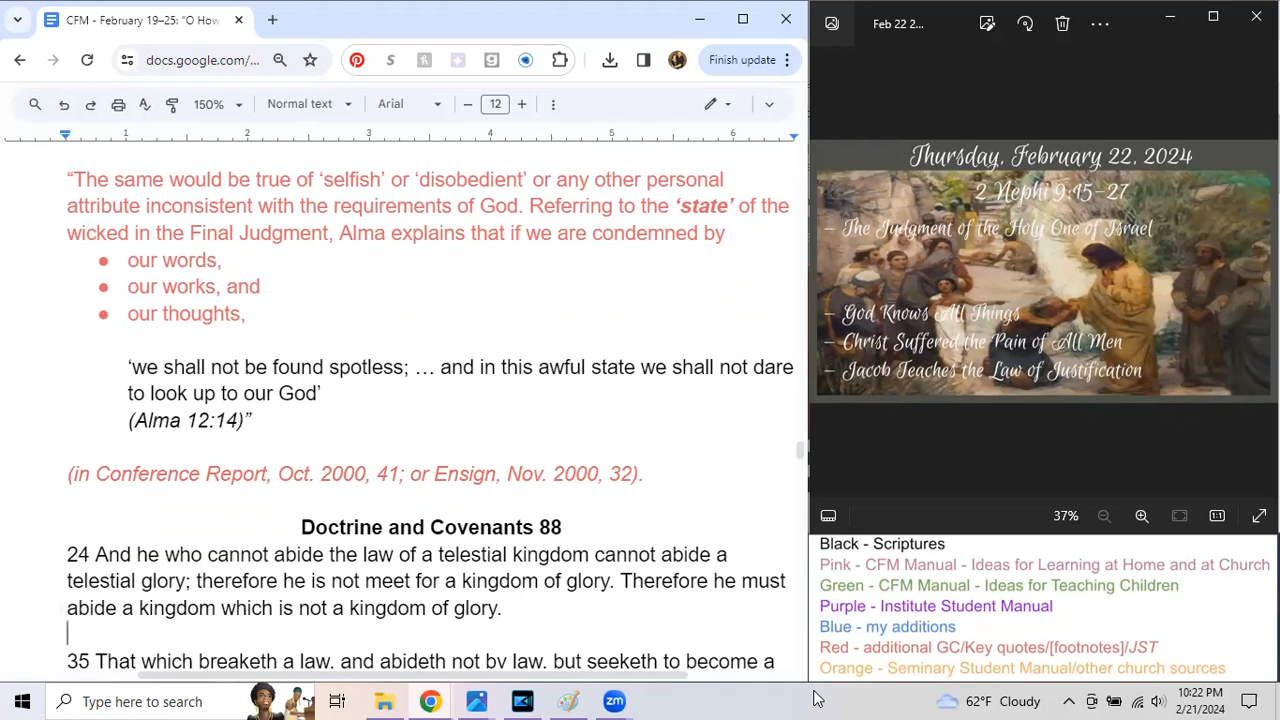 CFM - February 19–25: “O How
docs.google.com/...
Finish update
150%
Normal text
Arial
12
1 2 3 4 5 6
“The same would be true of ‘selfish’ or ‘disobedient’ or any other personal
attribute inconsistent with the requirements of God. Referring to the ‘state’ of the
wicked in the Final Judgment, Alma explains that if we are condemned by
● our words,
● our works, and
● our thoughts,
‘we shall not be found spotless; … and in this awful state we shall not dare
to look up to our God’
(Alma 12:14)”
(in Conference Report, Oct. 2000, 41; or Ensign, Nov. 2000, 32).
Doctrine and Covenants 88
24 And he who cannot abide the law of a telestial kingdom cannot abide a
telestial glory; therefore he is not meet for a kingdom of glory. Therefore he must
abide a kingdom which is not a kingdom of glory.
35 That which breaketh a law, and abideth not by law, but seeketh to become a
Feb 22 2...
Thursday, February 22, 2024
2 Nephi 9:15–27
– The Judgment of the Holy One of Israel
– God Knows All Things
– Christ Suffered the Pain of All Men
– Jacob Teaches the Law of Justification
37%
Black - Scriptures
Pink - CFM Manual - Ideas for Learning at Home and at Church
Green - CFM Manual - Ideas for Teaching Children
Purple - Institute Student Manual
Blue - my additions
Red - additional GC/Key quotes/[footnotes]/JST
Orange - Seminary Student Manual/other church sources
Type here to search
zm
62°F Cloudy
10:22 PM
2/21/2024